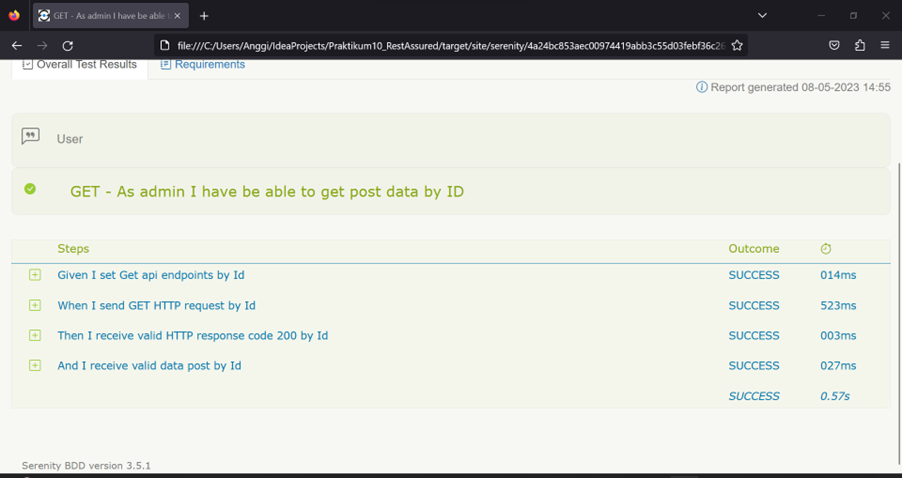 GET - As admin I have be able t
file:///C:/Users/Anggi/IdeaProjects/Praktikum10_RestAssured/target/site/serenity/4a24bc853aec00974419abb3c55d03febf36c26
Overall Test Results Requirements
Report generated 08-05-2023 14:55
User
GET - As admin I have be able to get post data by ID
Steps Outcome
Given I set Get api endpoints by Id SUCCESS 014ms
When I send GET HTTP request by Id SUCCESS 523ms
Then I receive valid HTTP response code 200 by Id SUCCESS 003ms
And I receive valid data post by Id SUCCESS 027ms
SUCCESS 0.57s
Serenity BDD version 3.5.1